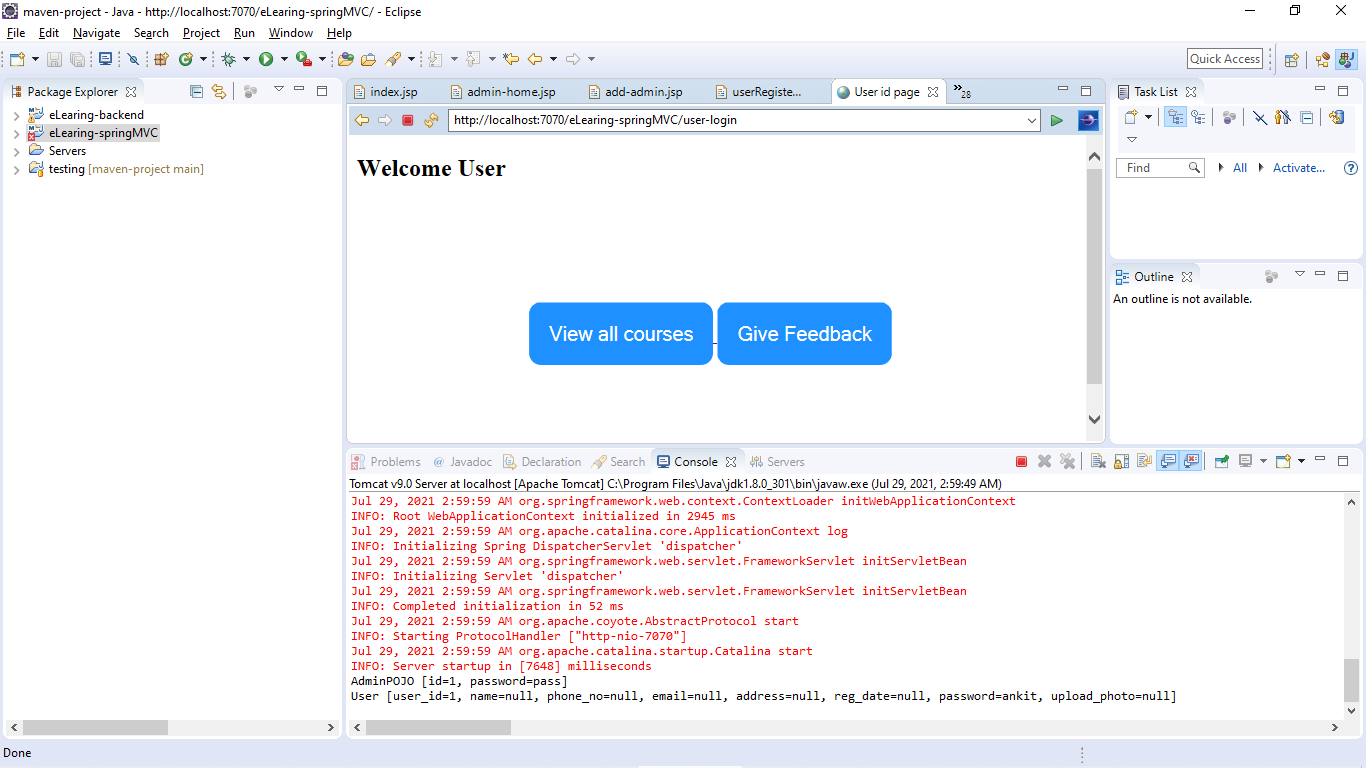 maven-project - Java - http://localhost:7070/eLearing-springMVC/ - Eclipse
File Edit Navigate Search Project Run Window Help
Quick Access
Package Explorer
eLearing-backend
eLearing-springMVC
Servers
testing [maven-project main]
index.jsp admin-home.jsp add-admin.jsp userRegiste... User id page »28
http://localhost:7070/eLearing-springMVC/user-login
Welcome User
View all courses Give Feedback
Task List
Find All Activate...
Outline
An outline is not available.
Problems @ Javadoc Declaration Search Console Servers
Tomcat v9.0 Server at localhost [Apache Tomcat] C:\Program Files\Java\jdk1.8.0_301\bin\javaw.exe (Jul 29, 2021, 2:59:49 AM)
Jul 29, 2021 2:59:59 AM org.springframework.web.context.ContextLoader initWebApplicationContext
INFO: Root WebApplicationContext initialized in 2945 ms
Jul 29, 2021 2:59:59 AM org.apache.catalina.core.ApplicationContext log
INFO: Initializing Spring DispatcherServlet 'dispatcher'
Jul 29, 2021 2:59:59 AM org.springframework.web.servlet.FrameworkServlet initServletBean
INFO: Initializing Servlet 'dispatcher'
Jul 29, 2021 2:59:59 AM org.springframework.web.servlet.FrameworkServlet initServletBean
INFO: Completed initialization in 52 ms
Jul 29, 2021 2:59:59 AM org.apache.coyote.AbstractProtocol start
INFO: Starting ProtocolHandler ["http-nio-7070"]
Jul 29, 2021 2:59:59 AM org.apache.catalina.startup.Catalina start
INFO: Server startup in [7648] milliseconds
AdminPOJO [id=1, password=pass]
User [user_id=1, name=null, phone_no=null, email=null, address=null, reg_date=null, password=ankit, upload_photo=null]
Done